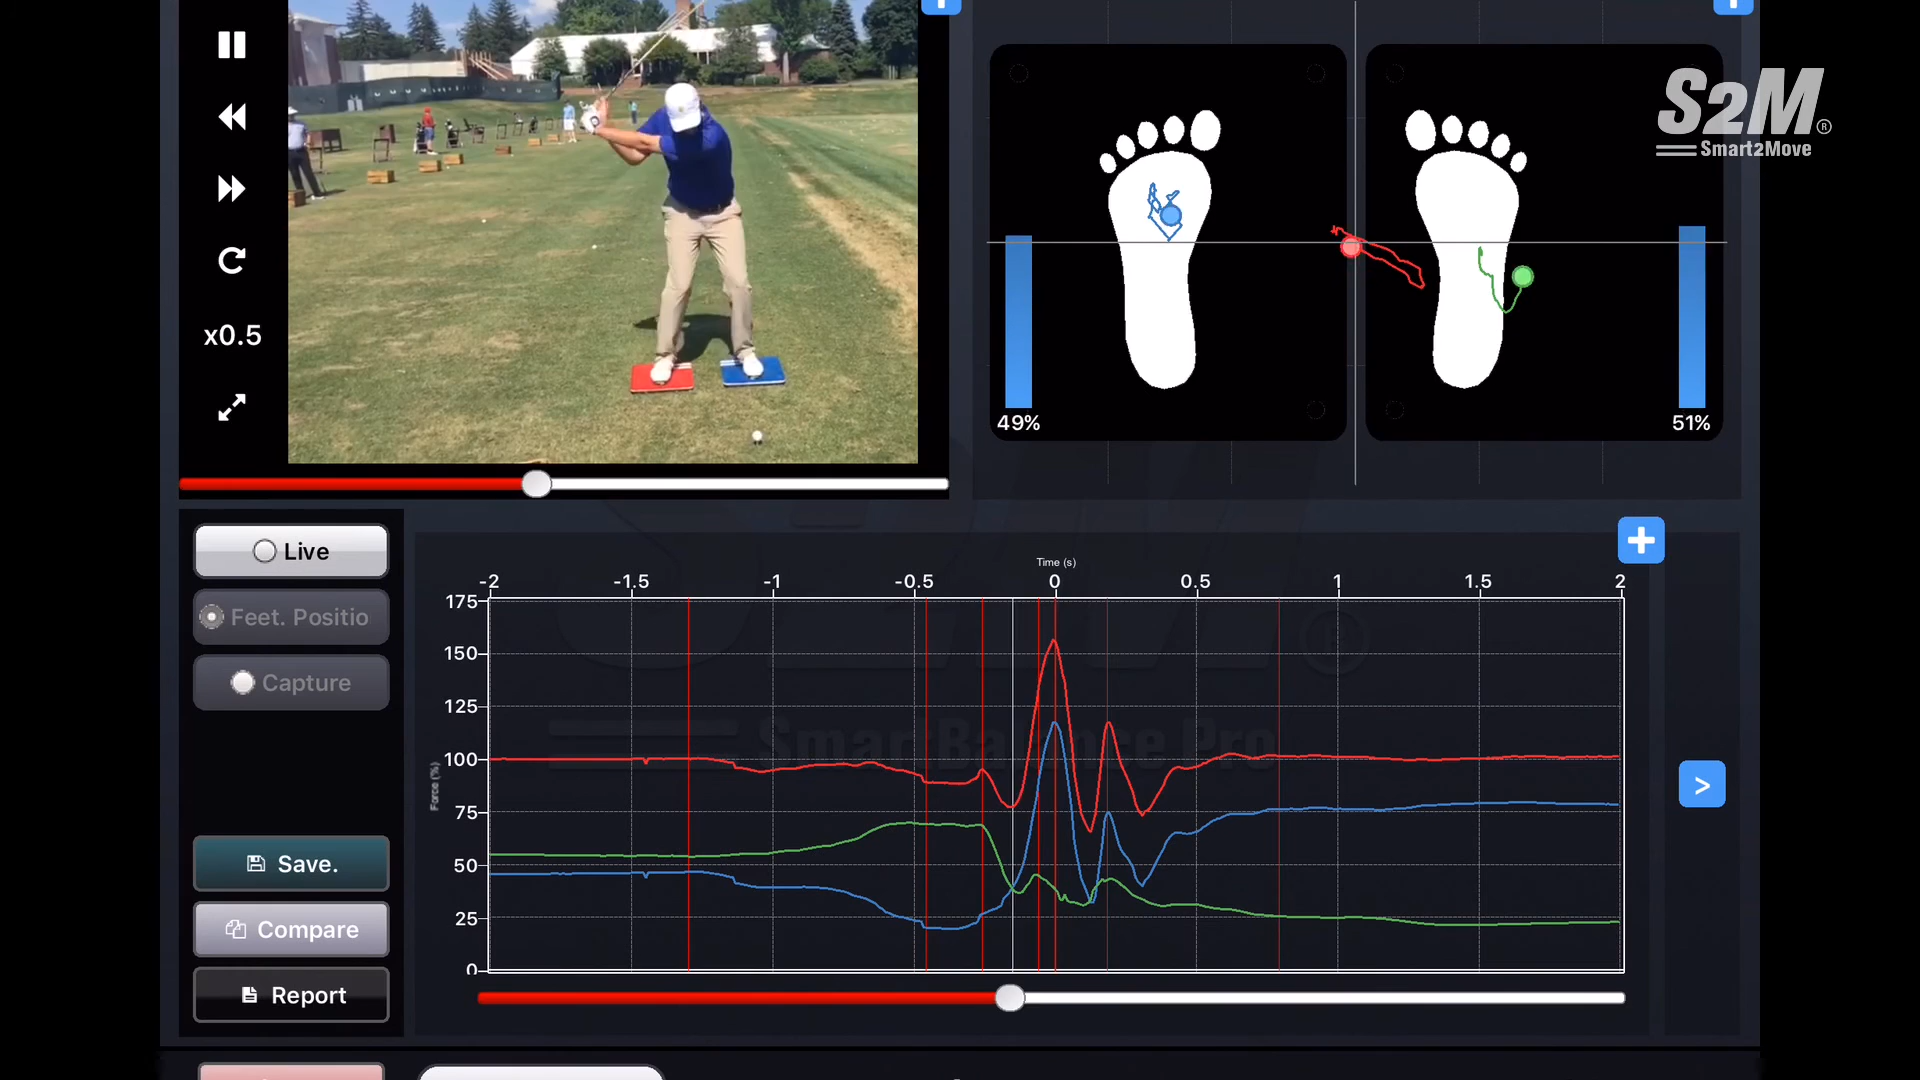 S2M®
Smart2Move
x0.5
49%
51%
Live
Feet. Positio
Capture
Save.
Compare
Report
Time (s)
-2 -1.5 -1 -0.5 0 0.5 1 1.5 2
175
150
125
100
75
50
25
0
Force (%)
SmartBalance Pro
>